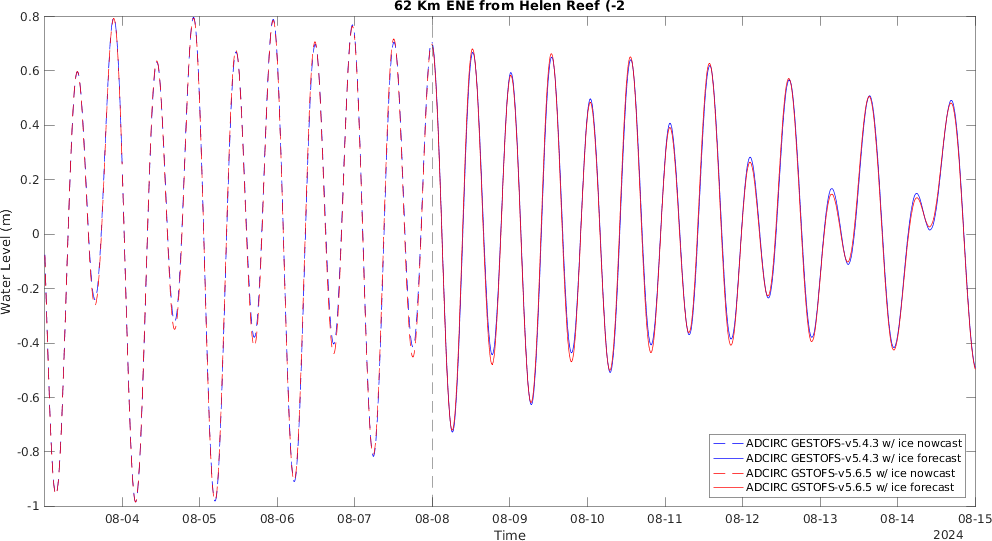 62 Km ENE from Helen Reef (-2
0.8
0.6
0.4
0.2
0
-0.2
-0.4
-0.6
-0.8
-1
Water Level (m)
ADCIRC GESTOFS-v5.4.3 w/ ice nowcast
ADCIRC GESTOFS-v5.4.3 w/ ice forecast
ADCIRC GSTOFS-v5.6.5 w/ ice nowcast
ADCIRC GSTOFS-v5.6.5 w/ ice forecast
08-04 08-05 08-06 08-07 08-08 08-09 08-10 08-11 08-12 08-13 08-14 08-15
Time
2024